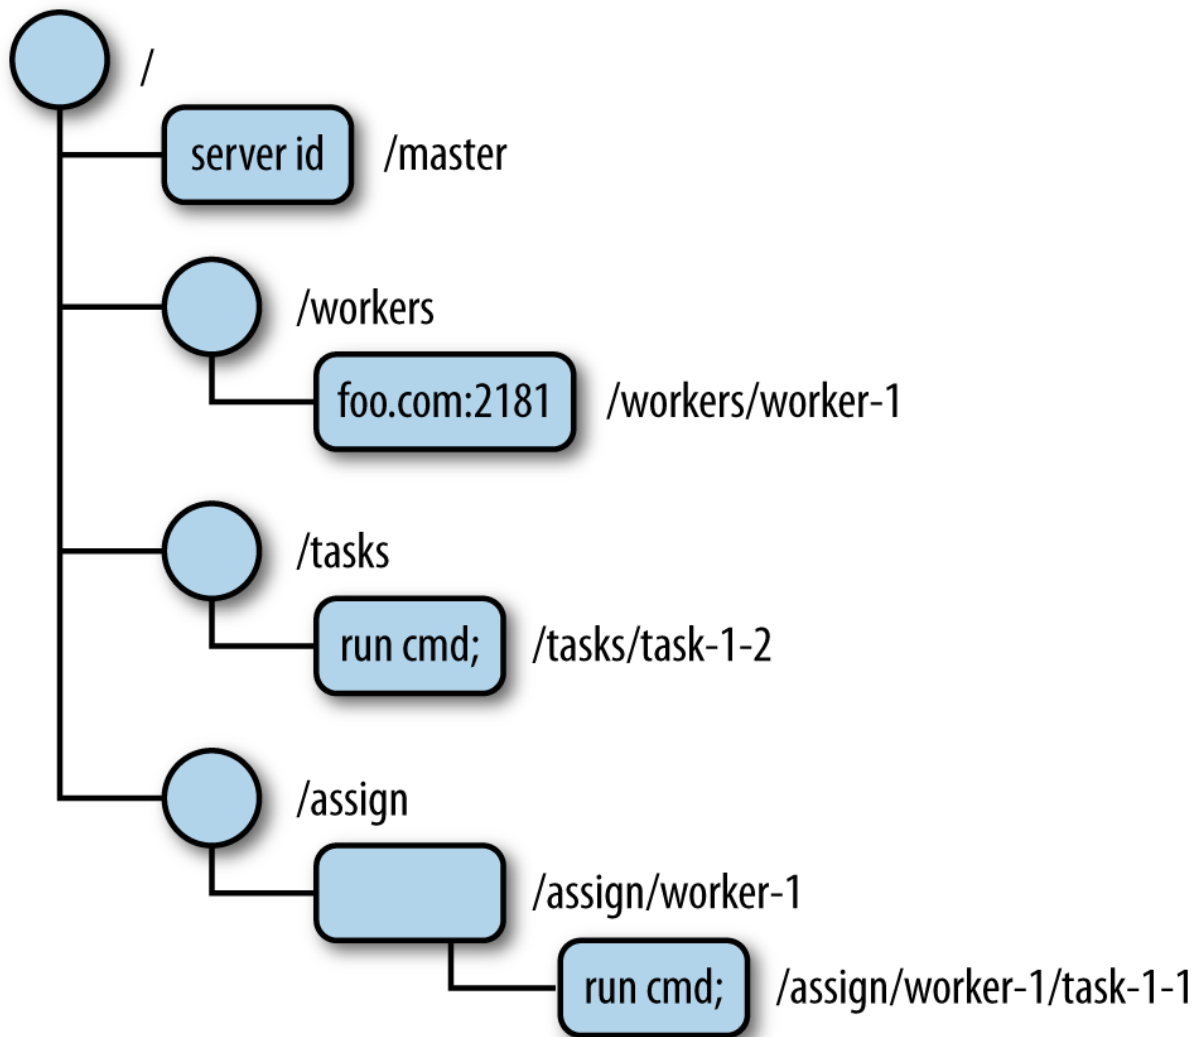 /
server id /master
/workers
foo.com:2181 /workers/worker-1
/tasks
run cmd; /tasks/task-1-2
/assign
/assign/worker-1
run cmd; /assign/worker-1/task-1-1